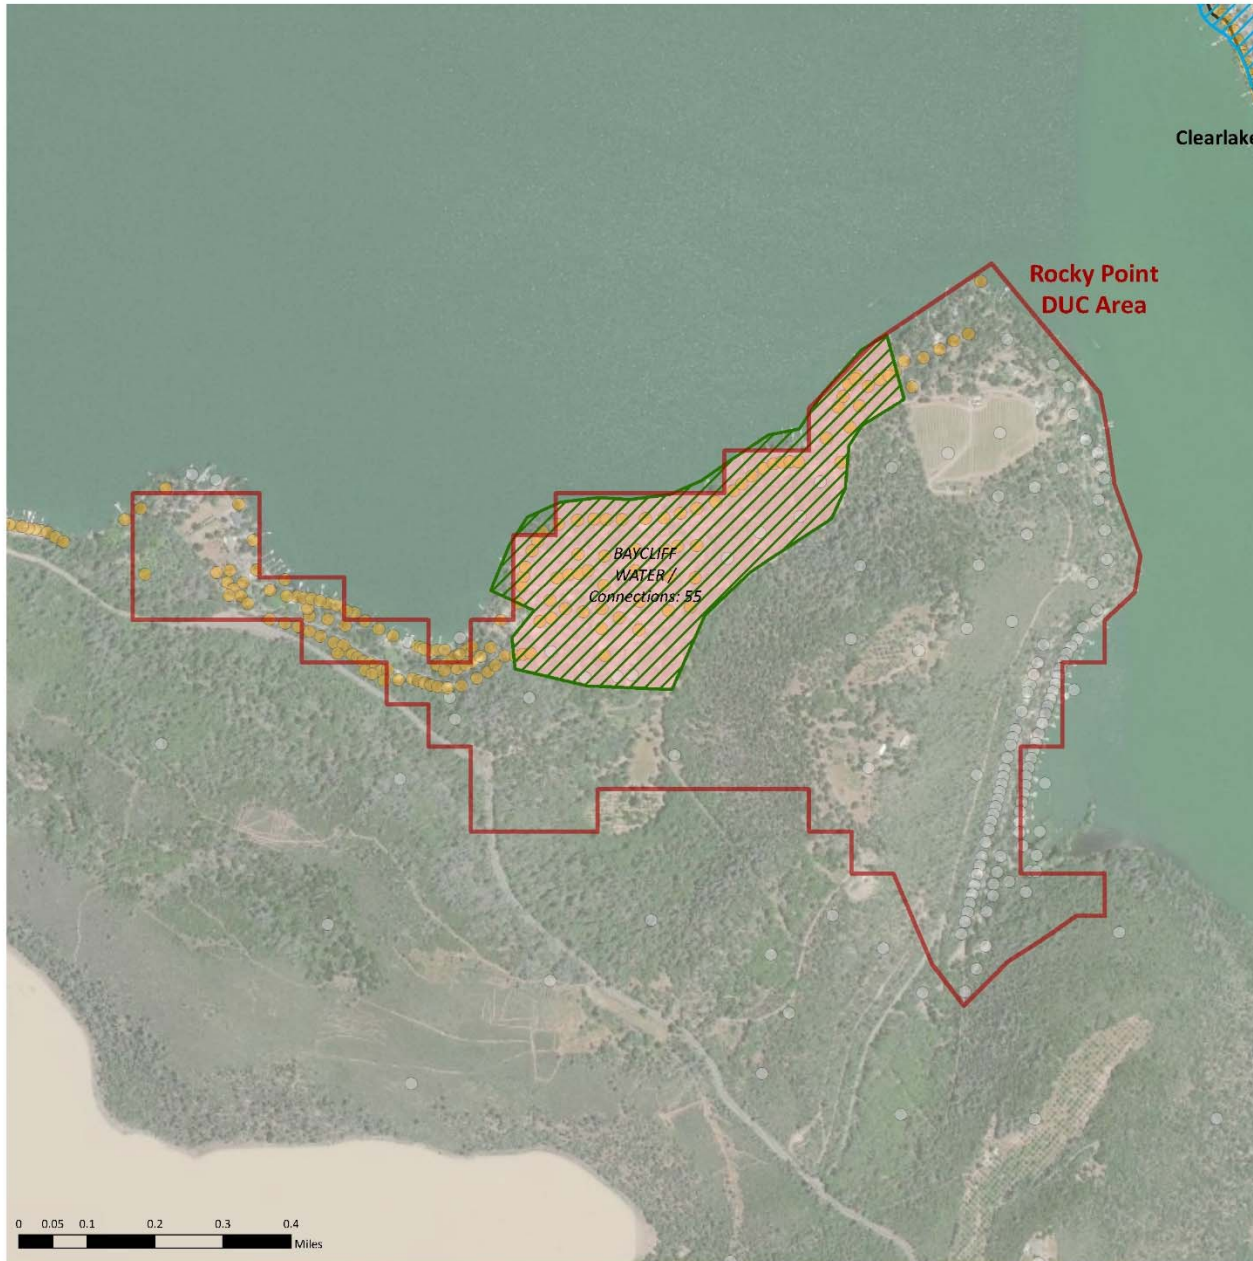 Clearlake
Rocky Point
DUC Area
BAYCLIFF
WATER /
Connections: 55
0 0.05 0.1 0.2 0.3 0.4
Miles